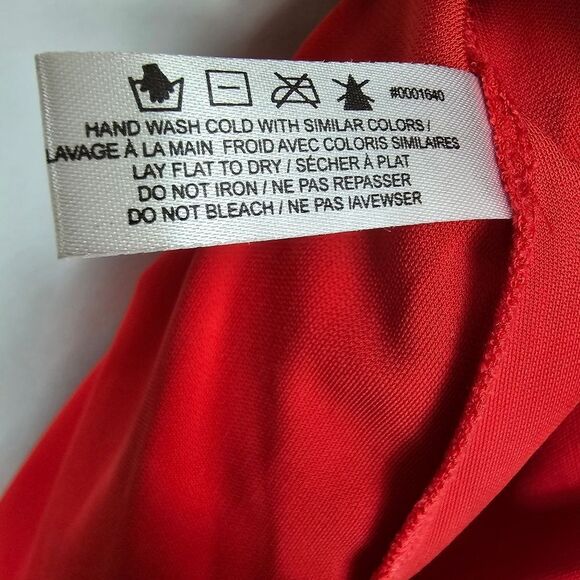 #0001640
HAND WASH COLD WITH SIMILAR COLORS /
LAVAGE À LA MAIN FROID AVEC COLORIS SIMILAIRES
LAY FLAT TO DRY / SÉCHER À PLAT
DO NOT IRON / NE PAS REPASSER
DO NOT BLEACH / NE PAS IAVEWSER